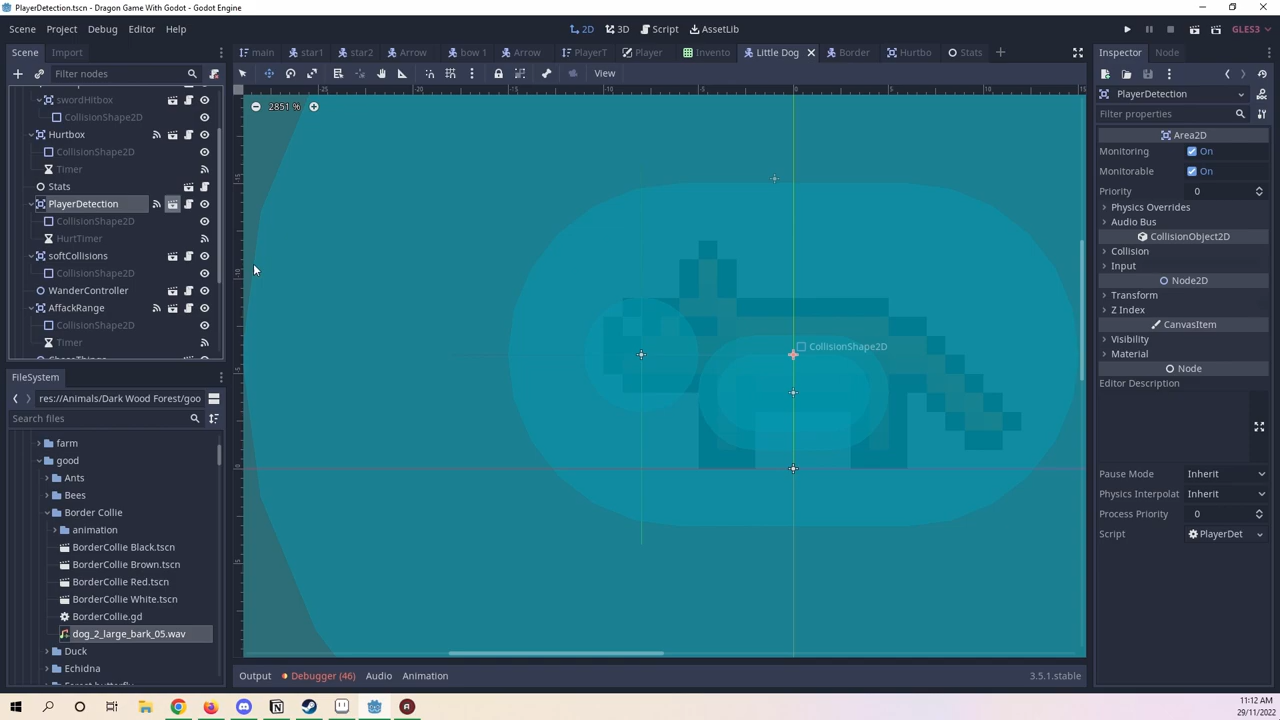 PlayerDetection.tscn - Dragon Game With Godot - Godot Engine
Scene Project Debug Editor Help
2D 3D Script AssetLib
GLES3
Scene Import
main star1 star2 Arrow bow 1 Arrow PlayerT Player Invento Little Dog Border Hurtbo Stats
Inspector Node
Filter nodes
View
PlayerDetection
Filter properties
swordHitbox
CollisionShape2D
Hurtbox
CollisionShape2D
Timer
Stats
PlayerDetection
CollisionShape2D
HurtTimer
softCollisions
CollisionShape2D
WanderController
AffackRange
CollisionShape2D
Timer
2851 %
-25 -10 -5 0 5 10 15
CollisionShape2D
Area2D
Monitoring On
Monitorable On
Priority 0
Physics Overrides
Audio Bus
CollisionObject2D
Collision
Input
Node2D
Transform
Z Index
CanvasItem
Visibility
Material
Node
Editor Description
Pause Mode Inherit
Physics Interpolat Inherit
Process Priority 0
Script PlayerDet
FileSystem
res://Animals/Dark Wood Forest/goo
Search files
farm
good
Ants
Bees
Border Collie
animation
BorderCollie Black.tscn
BorderCollie Brown.tscn
BorderCollie Red.tscn
BorderCollie White.tscn
BorderCollie.gd
dog_2_large_bark_05.wav
Duck
Echidna
Output Debugger (46) Audio Animation
3.5.1.stable
11:12 AM
29/11/2022